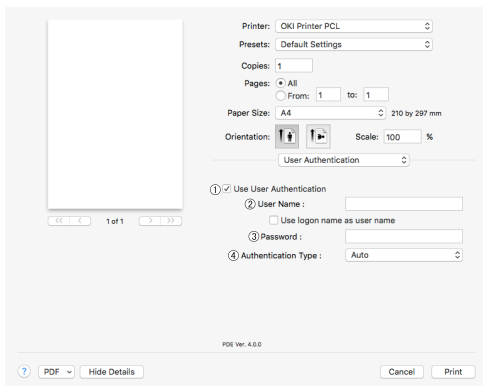 Printer: OKI Printer PCL
Presets: Default Settings
Copies: 1
Pages: All
From: 1 to: 1
Paper Size: A4 210 by 297 mm
Orientation: Scale: 100 %
User Authentication
① Use User Authentication
② User Name :
Use logon name as user name
③ Password :
④ Authentication Type : Auto
<< < 1 of 1 > >>
PDE Ver. 4.0.0
? PDF Hide Details Cancel Print